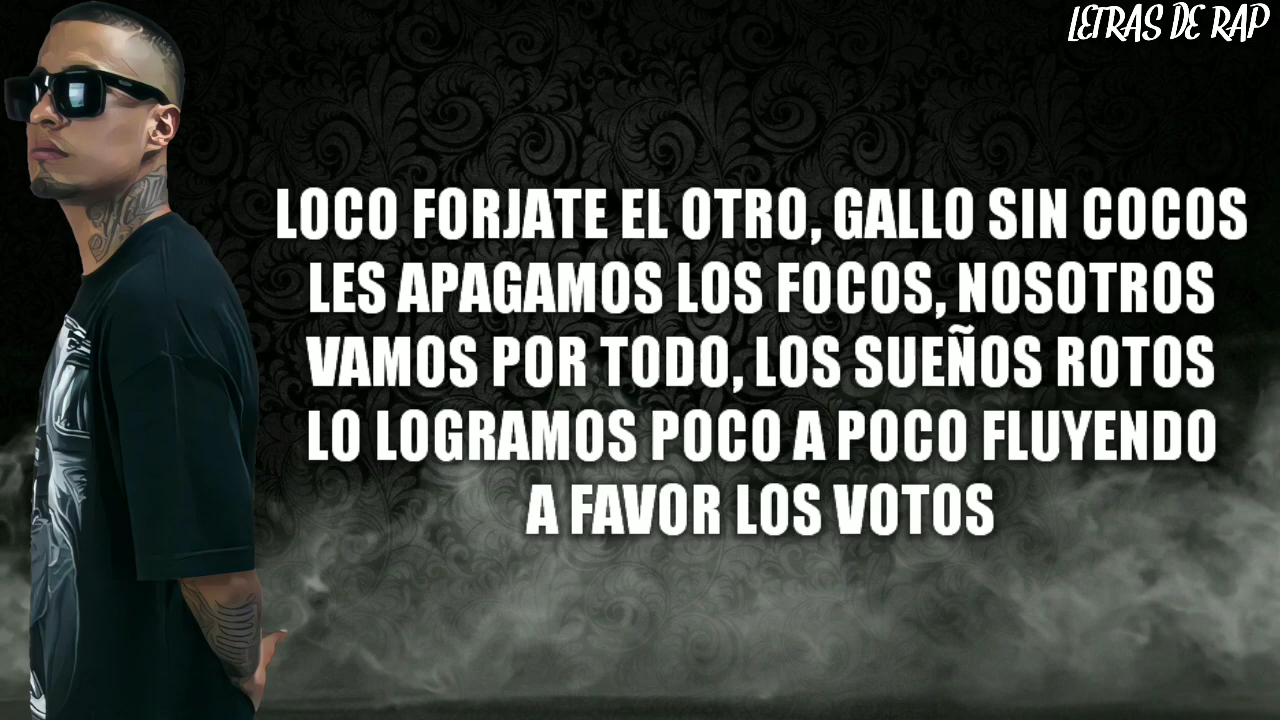 LETRAS DE RAP
LOCO FORJATE EL OTRO, GALLO SIN COCOS
LES APAGAMOS LOS FOCOS, NOSOTROS
VAMOS POR TODO, LOS SUEÑOS ROTOS
LO LOGRAMOS POCO A POCO FLUYENDO
A FAVOR LOS VOTOS